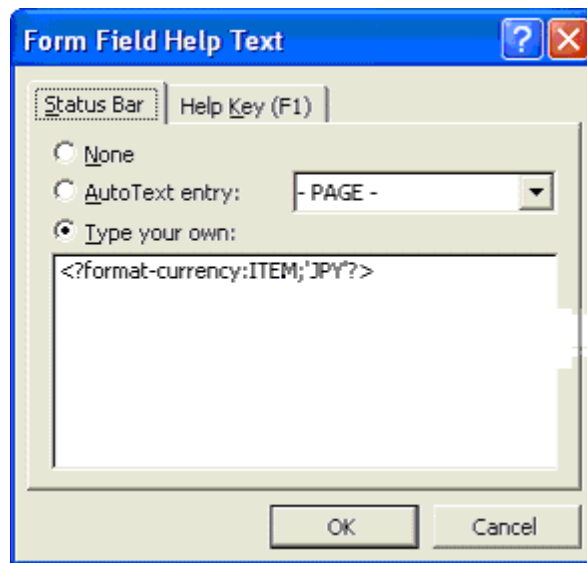 Form Field Help Text
Status Bar
Help Key (F1)
None
AutoText entry:
- PAGE -
Type your own:
<?format-currency:ITEM;'JPY'?>
OK
Cancel